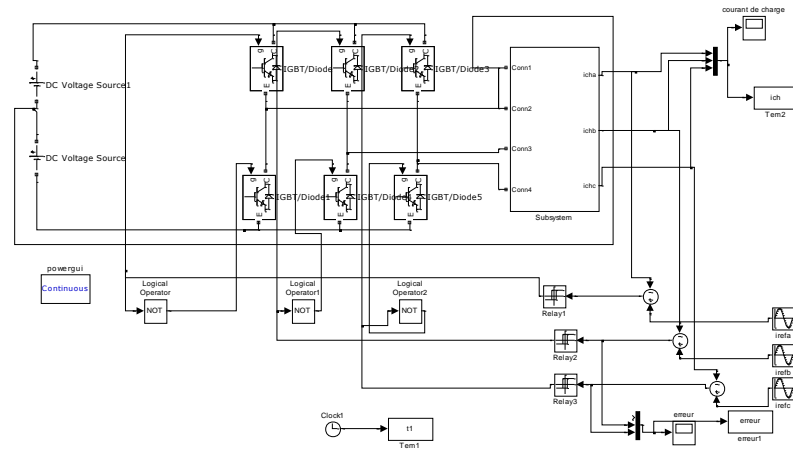 courant de charge
g C
g C
g C
IGBT/Diode
IGBT/Diode2
IGBT/Diode3
E
E
E
DC Voltage Source1
Conn1
icha
ich
Tem2
Conn2
ichb
Conn3
DC Voltage Source
g C
g C
g C
Conn4
ichc
IGBT/Diode1
IGBT/Diode5
E
E
E
Subsystem
powergui
Continuous
Logical
Operator
NOT
Logical
Operator1
NOT
Logical
Operator2
NOT
Relay1
irefa
Relay2
irefb
Relay3
irefc
Clock1
t1
Tem1
erreur
erreur
erreur1